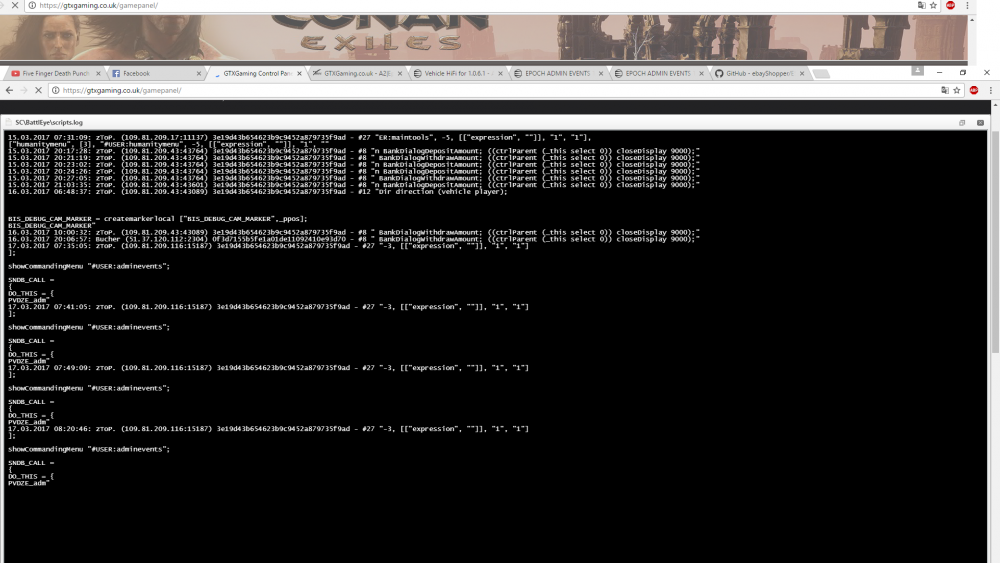 https://gtxgaming.co.uk/gamepanel/
CONAN
EXILES
Five Finger Death Punch
Facebook
GTXGaming Control Pan
GTXGaming.co.uk - A2
Vehicle HiFi for 1.0.6.1 -
EPOCH ADMIN EVENTS
EPOCH ADMIN EVENTS
GitHub - ebayShopper/
https://gtxgaming.co.uk/gamepanel/
SC\BattlEye\scripts.log
15.03.2017 07:31:09: zToP. (109.81.209.17:11137) 3e19d43b654623b9c9452a879735f9ad - #27 "ER:maintools", -5, [["expression", ""]], "1", "1"],
["humanitymenu", [3], "#USER:humanitymenu", -5, [["expression", ""]], "1", ""
15.03.2017 20:17:28: zToP. (109.81.209.43:43764) 3e19d43b654623b9c9452a879735f9ad - #8 "n BankDialogDepositAmount; ((ctrlParent (_this select 0)) closeDisplay 9000);"
15.03.2017 20:21:19: zToP. (109.81.209.43:43764) 3e19d43b654623b9c9452a879735f9ad - #8 " BankDialogWithdrawAmount; ((ctrlParent (_this select 0)) closeDisplay 9000);"
15.03.2017 20:23:02: zToP. (109.81.209.43:43764) 3e19d43b654623b9c9452a879735f9ad - #8 " BankDialogWithdrawAmount; ((ctrlParent (_this select 0)) closeDisplay 9000);"
15.03.2017 20:24:26: zToP. (109.81.209.43:43764) 3e19d43b654623b9c9452a879735f9ad - #8 "n BankDialogDepositAmount; ((ctrlParent (_this select 0)) closeDisplay 9000);"
15.03.2017 20:27:05: zToP. (109.81.209.43:43764) 3e19d43b654623b9c9452a879735f9ad - #8 " BankDialogWithdrawAmount; ((ctrlParent (_this select 0)) closeDisplay 9000);"
15.03.2017 21:03:35: zToP. (109.81.209.43:43601) 3e19d43b654623b9c9452a879735f9ad - #8 "n BankDialogDepositAmount; ((ctrlParent (_this select 0)) closeDisplay 9000);"
16.03.2017 06:48:37: zToP. (109.81.209.43:43089) 3e19d43b654623b9c9452a879735f9ad - #12 "Dir direction (vehicle player);
BIS_DEBUG_CAM_MARKER = createmarkerlocal ["BIS_DEBUG_CAM_MARKER",_ppos];
BIS_DEBUG_CAM_MARKER"
16.03.2017 10:00:32: zToP. (109.81.209.43:43089) 3e19d43b654623b9c9452a879735f9ad - #8 " BankDialogWithdrawAmount; ((ctrlParent (_this select 0)) closeDisplay 9000);"
16.03.2017 20:06:57: Bucher (51.37.120.112:2304) 0f3d7155b5fe1a01de11092410e93d70 - #8 " BankDialogWithdrawAmount; ((ctrlParent (_this select 0)) closeDisplay 9000);"
17.03.2017 07:35:05: zToP. (109.81.209.116:15187) 3e19d43b654623b9c9452a879735f9ad - #27 "-3, [["expression", ""]], "1", "1"]
];
showCommandingMenu "#USER:adminevents";
SNDB_CALL =
{
DO_THIS = {
PVDZE_adm"
17.03.2017 07:41:05: zToP. (109.81.209.116:15187) 3e19d43b654623b9c9452a879735f9ad - #27 "-3, [["expression", ""]], "1", "1"]
];
showCommandingMenu "#USER:adminevents";
SNDB_CALL =
{
DO_THIS = {
PVDZE_adm"
17.03.2017 07:49:09: zToP. (109.81.209.116:15187) 3e19d43b654623b9c9452a879735f9ad - #27 "-3, [["expression", ""]], "1", "1"]
];
showCommandingMenu "#USER:adminevents";
SNDB_CALL =
{
DO_THIS = {
PVDZE_adm"
17.03.2017 08:20:46: zToP. (109.81.209.116:15187) 3e19d43b654623b9c9452a879735f9ad - #27 "-3, [["expression", ""]], "1", "1"]
];
showCommandingMenu "#USER:adminevents";
SNDB_CALL =
{
DO_THIS = {
PVDZE_adm"